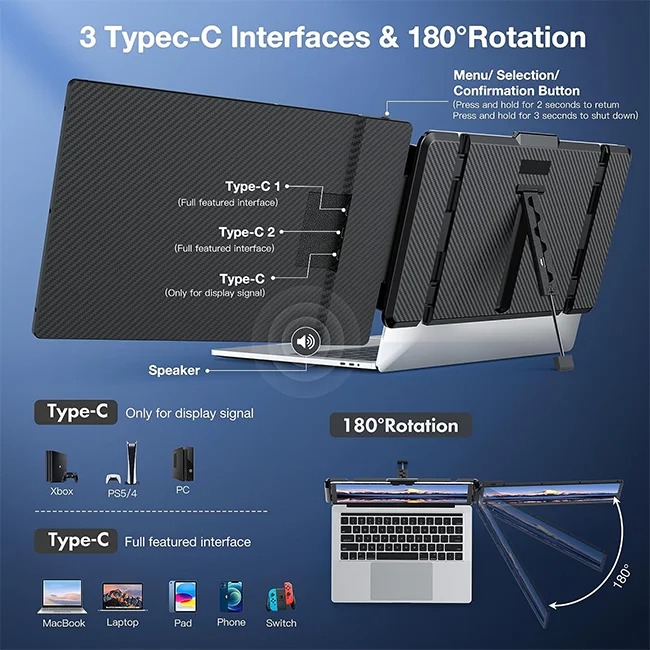 3 Typec-C Interfaces & 180°Rotation
Menu/ Selection/
Confirmation Button
(Press and hold for 2 seconds to return
Press and hold for 3 seccnds to shut down)
Type-C 1
(Full featured interface)
Type-C 2
(Full featured interface)
Type-C
(Only for display signal)
Speaker
Type-C Only for display signal
Xbox PS5/4 PC
Type-C Full featured interface
MacBook Laptop Pad Phone Switch
180°Rotation
180°